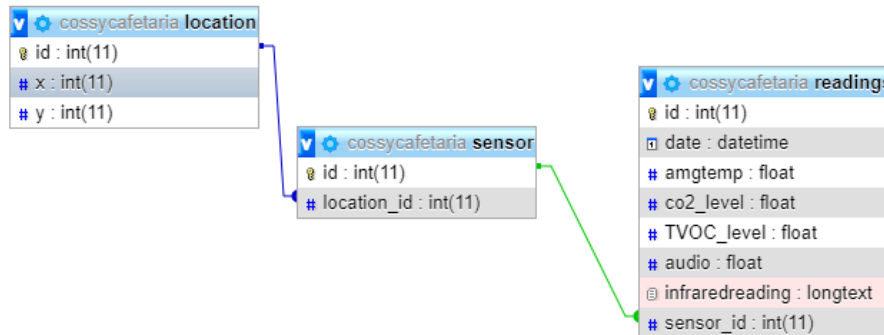 cossycafetaria location
id : int(11)
# x : int(11)
# y : int(11)
cossycafetaria sensor
id : int(11)
# location_id : int(11)
cossycafetaria readings
id : int(11)
date : datetime
# amgtemp : float
# co2_level : float
# TVOC_level : float
# audio : float
infraredreading : longtext
# sensor_id : int(11)